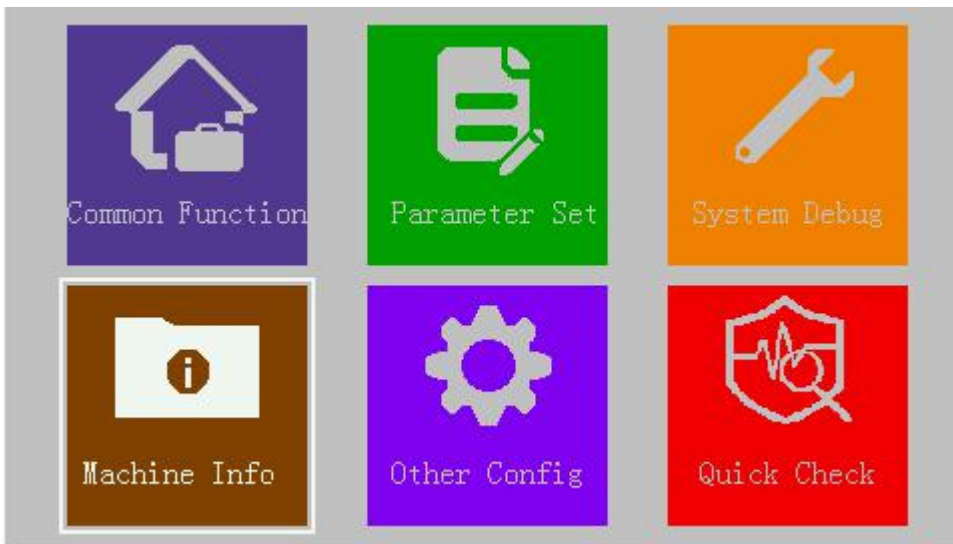 Common Function
Parameter Set
System Debug
Machine Info
Other Config
Quick Check